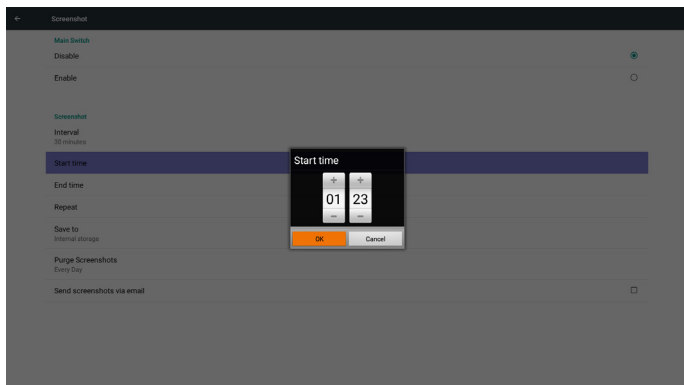 Screenshot
Main Switch
Disable
Enable
Screenshot
Interval
30 minutes
Start time
End time
Repeat
Save to
Internal storage
Purge Screenshots
Every Day
Send screenshots via email
Start time
+ +
01 23
− −
OK Cancel